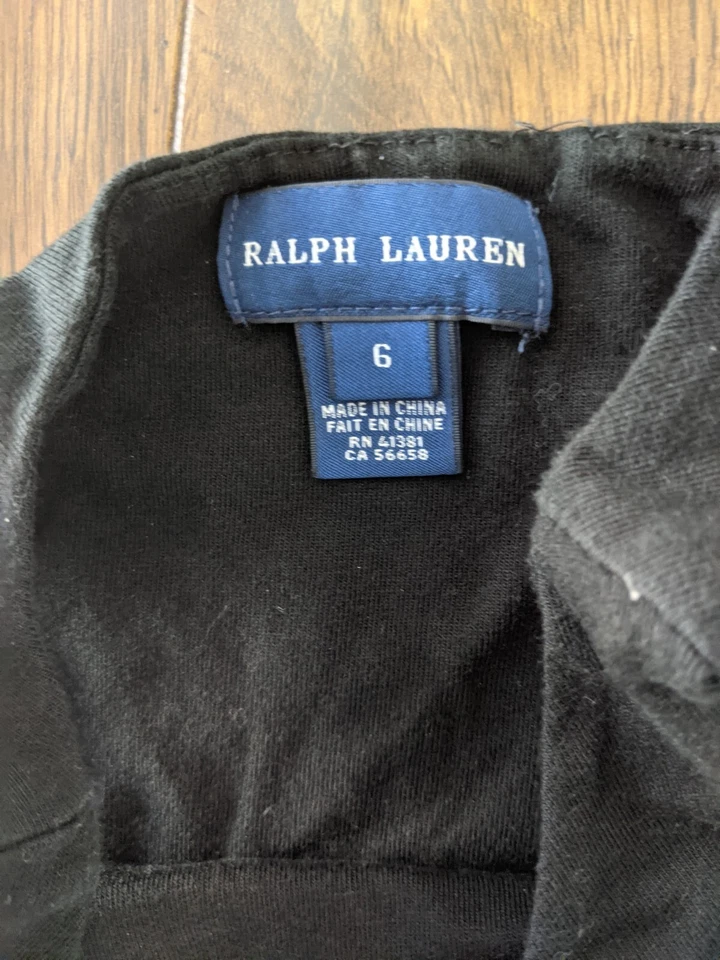 RALPH LAUREN
6
MADE IN CHINA
FAIT EN CHINE
RN 41381
CA 56658